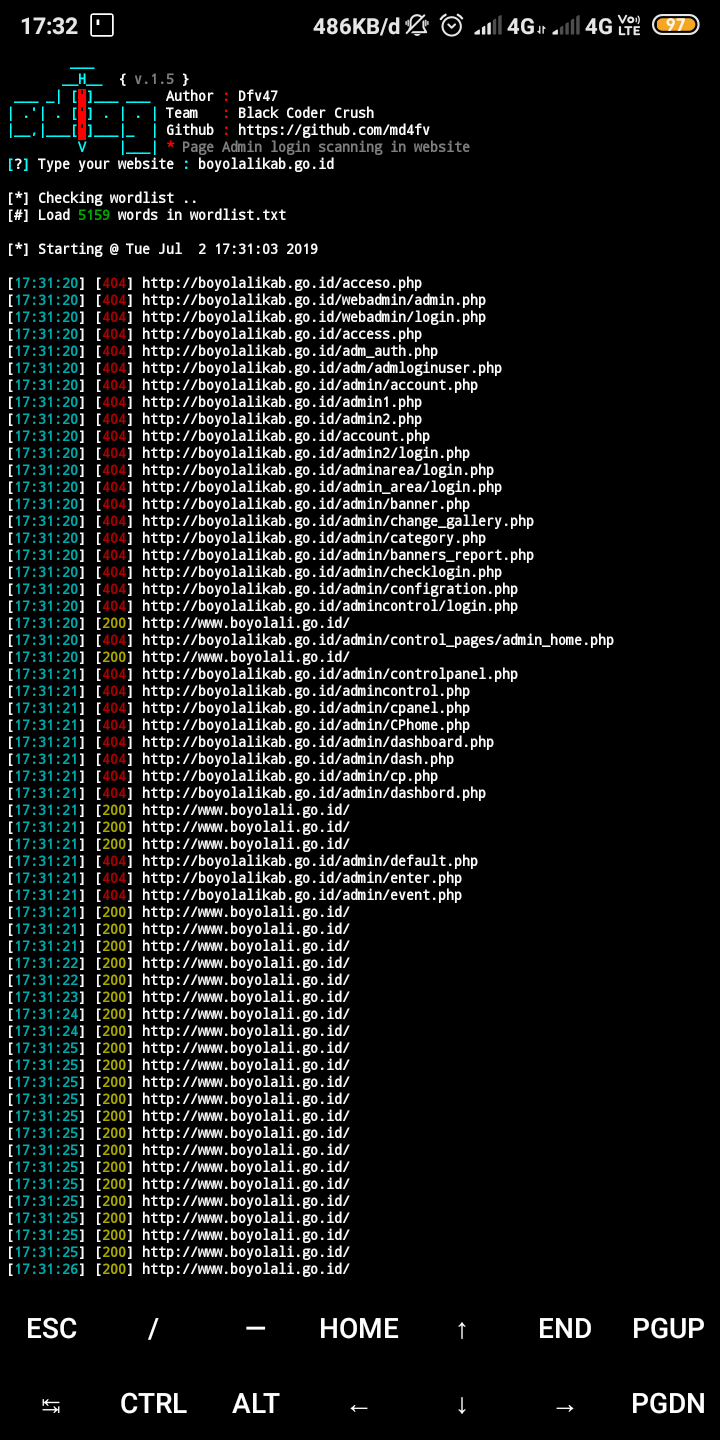 17:32 486KB/d 4G 4G Vo) LTE 97
{ v.1.5 }
Author : Dfv47
Team : Black Coder Crush
Github : https://github.com/md4fv
* Page Admin login scanning in website
[?] Type your website : boyolalikab.go.id
[*] Checking wordlist ..
[#] Load 5159 words in wordlist.txt
[*] Starting @ Tue Jul  2 17:31:03 2019
[17:31:20] [404] http://boyolalikab.go.id/acceso.php
[17:31:20] [404] http://boyolalikab.go.id/webadmin/admin.php
[17:31:20] [404] http://boyolalikab.go.id/webadmin/login.php
[17:31:20] [404] http://boyolalikab.go.id/access.php
[17:31:20] [404] http://boyolalikab.go.id/adm_auth.php
[17:31:20] [404] http://boyolalikab.go.id/adm/admloginuser.php
[17:31:20] [404] http://boyolalikab.go.id/admin/account.php
[17:31:20] [404] http://boyolalikab.go.id/admin1.php
[17:31:20] [404] http://boyolalikab.go.id/admin2.php
[17:31:20] [404] http://boyolalikab.go.id/account.php
[17:31:20] [404] http://boyolalikab.go.id/admin2/login.php
[17:31:20] [404] http://boyolalikab.go.id/adminarea/login.php
[17:31:20] [404] http://boyolalikab.go.id/admin_area/login.php
[17:31:20] [404] http://boyolalikab.go.id/admin/banner.php
[17:31:20] [404] http://boyolalikab.go.id/admin/change_gallery.php
[17:31:20] [404] http://boyolalikab.go.id/admin/category.php
[17:31:20] [404] http://boyolalikab.go.id/admin/banners_report.php
[17:31:20] [404] http://boyolalikab.go.id/admin/checklogin.php
[17:31:20] [404] http://boyolalikab.go.id/admin/configration.php
[17:31:20] [404] http://boyolalikab.go.id/admincontrol/login.php
[17:31:20] [200] http://www.boyolali.go.id/
[17:31:20] [404] http://boyolalikab.go.id/admin/control_pages/admin_home.php
[17:31:20] [200] http://www.boyolali.go.id/
[17:31:21] [404] http://boyolalikab.go.id/admin/controlpanel.php
[17:31:21] [404] http://boyolalikab.go.id/admincontrol.php
[17:31:21] [404] http://boyolalikab.go.id/admin/cpanel.php
[17:31:21] [404] http://boyolalikab.go.id/admin/CPhome.php
[17:31:21] [404] http://boyolalikab.go.id/admin/dashboard.php
[17:31:21] [404] http://boyolalikab.go.id/admin/dash.php
[17:31:21] [404] http://boyolalikab.go.id/admin/cp.php
[17:31:21] [404] http://boyolalikab.go.id/admin/dashbord.php
[17:31:21] [200] http://www.boyolali.go.id/
[17:31:21] [200] http://www.boyolali.go.id/
[17:31:21] [200] http://www.boyolali.go.id/
[17:31:21] [404] http://boyolalikab.go.id/admin/default.php
[17:31:21] [404] http://boyolalikab.go.id/admin/enter.php
[17:31:21] [404] http://boyolalikab.go.id/admin/event.php
[17:31:21] [200] http://www.boyolali.go.id/
[17:31:21] [200] http://www.boyolali.go.id/
[17:31:21] [200] http://www.boyolali.go.id/
[17:31:22] [200] http://www.boyolali.go.id/
[17:31:22] [200] http://www.boyolali.go.id/
[17:31:23] [200] http://www.boyolali.go.id/
[17:31:24] [200] http://www.boyolali.go.id/
[17:31:24] [200] http://www.boyolali.go.id/
[17:31:25] [200] http://www.boyolali.go.id/
[17:31:25] [200] http://www.boyolali.go.id/
[17:31:25] [200] http://www.boyolali.go.id/
[17:31:25] [200] http://www.boyolali.go.id/
[17:31:25] [200] http://www.boyolali.go.id/
[17:31:25] [200] http://www.boyolali.go.id/
[17:31:25] [200] http://www.boyolali.go.id/
[17:31:25] [200] http://www.boyolali.go.id/
[17:31:25] [200] http://www.boyolali.go.id/
[17:31:25] [200] http://www.boyolali.go.id/
[17:31:25] [200] http://www.boyolali.go.id/
[17:31:25] [200] http://www.boyolali.go.id/
[17:31:25] [200] http://www.boyolali.go.id/
[17:31:26] [200] http://www.boyolali.go.id/
ESC / — HOME ↑ END PGUP
↹ CTRL ALT ← ↓ → PGDN